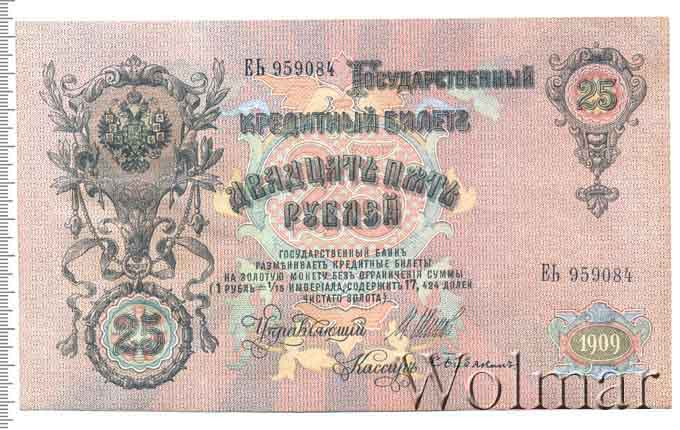 ЕЬ 959084
Государственный
25
кредитный билетъ
двадцать пять
рублей
ГОСУДАРСТВЕННЫЙ БАНКЪ
РАЗМѢНИВАЕТЪ КРЕДИТНЫЕ БИЛЕТЫ
НА ЗОЛОТУЮ МОНЕТУ БЕЗЪ ОГРАНИЧЕНІЯ СУММЫ
(1 РУБЛЬ = 1/15 ИМПЕРІАЛА, СОДЕРЖИТЪ 17,424 ДОЛЕЙ
ЧИСТАГО ЗОЛОТА)
ЕЬ 959084
25
Управляющій
1909
Кассиръ
Wolmar